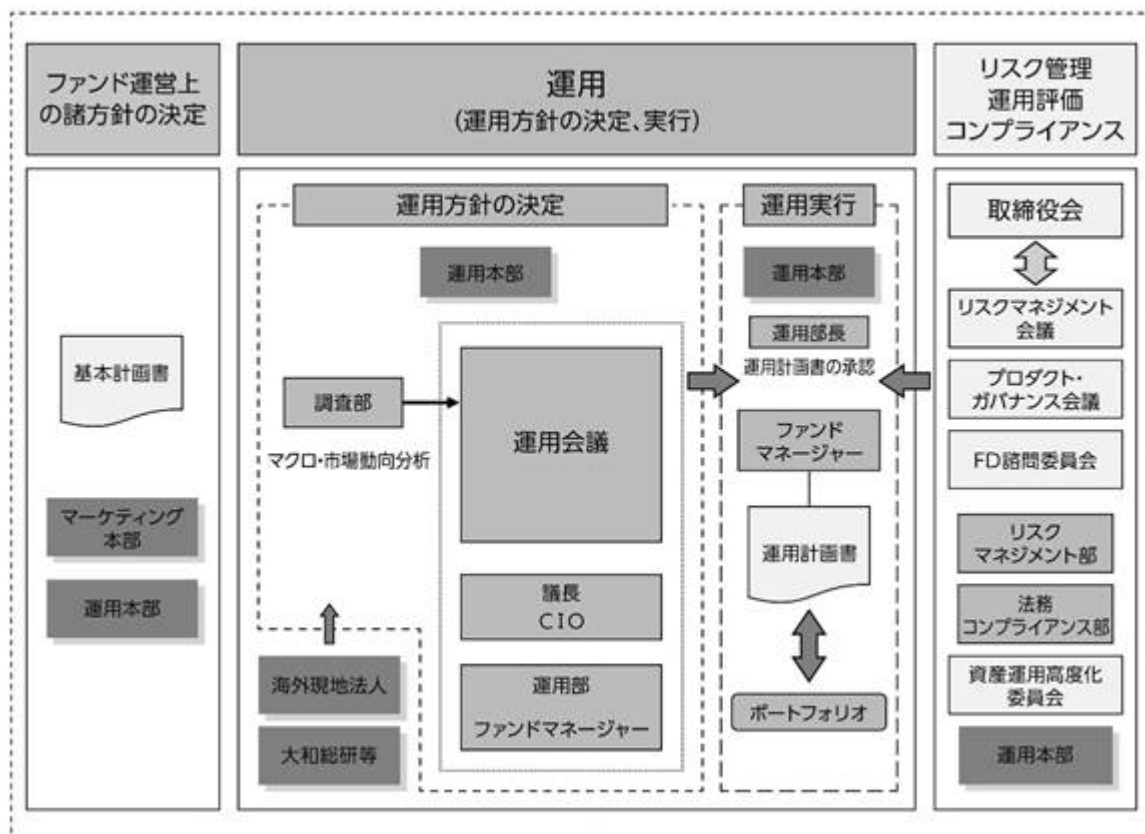 ファンド運営上
の諸方針の決定
運用
(運用方針の決定、実行)
リスク管理
運用評価
コンプライアンス
基本計画書
マーケティング
本部
運用本部
運用方針の決定
運用本部
調査部
マクロ・市場動向分析
運用会議
議長
CIO
運用部
ファンドマネージャー
海外現地法人
大和総研等
運用実行
運用本部
運用部長
運用計画書の承認
ファンド
マネージャー
運用計画書
ポートフォリオ
取締役会
リスクマネジメント
会議
プロダクト・
ガバナンス会議
FD諮問委員会
リスク
マネジメント部
法務
コンプライアンス部
資産運用高度化
委員会
運用本部